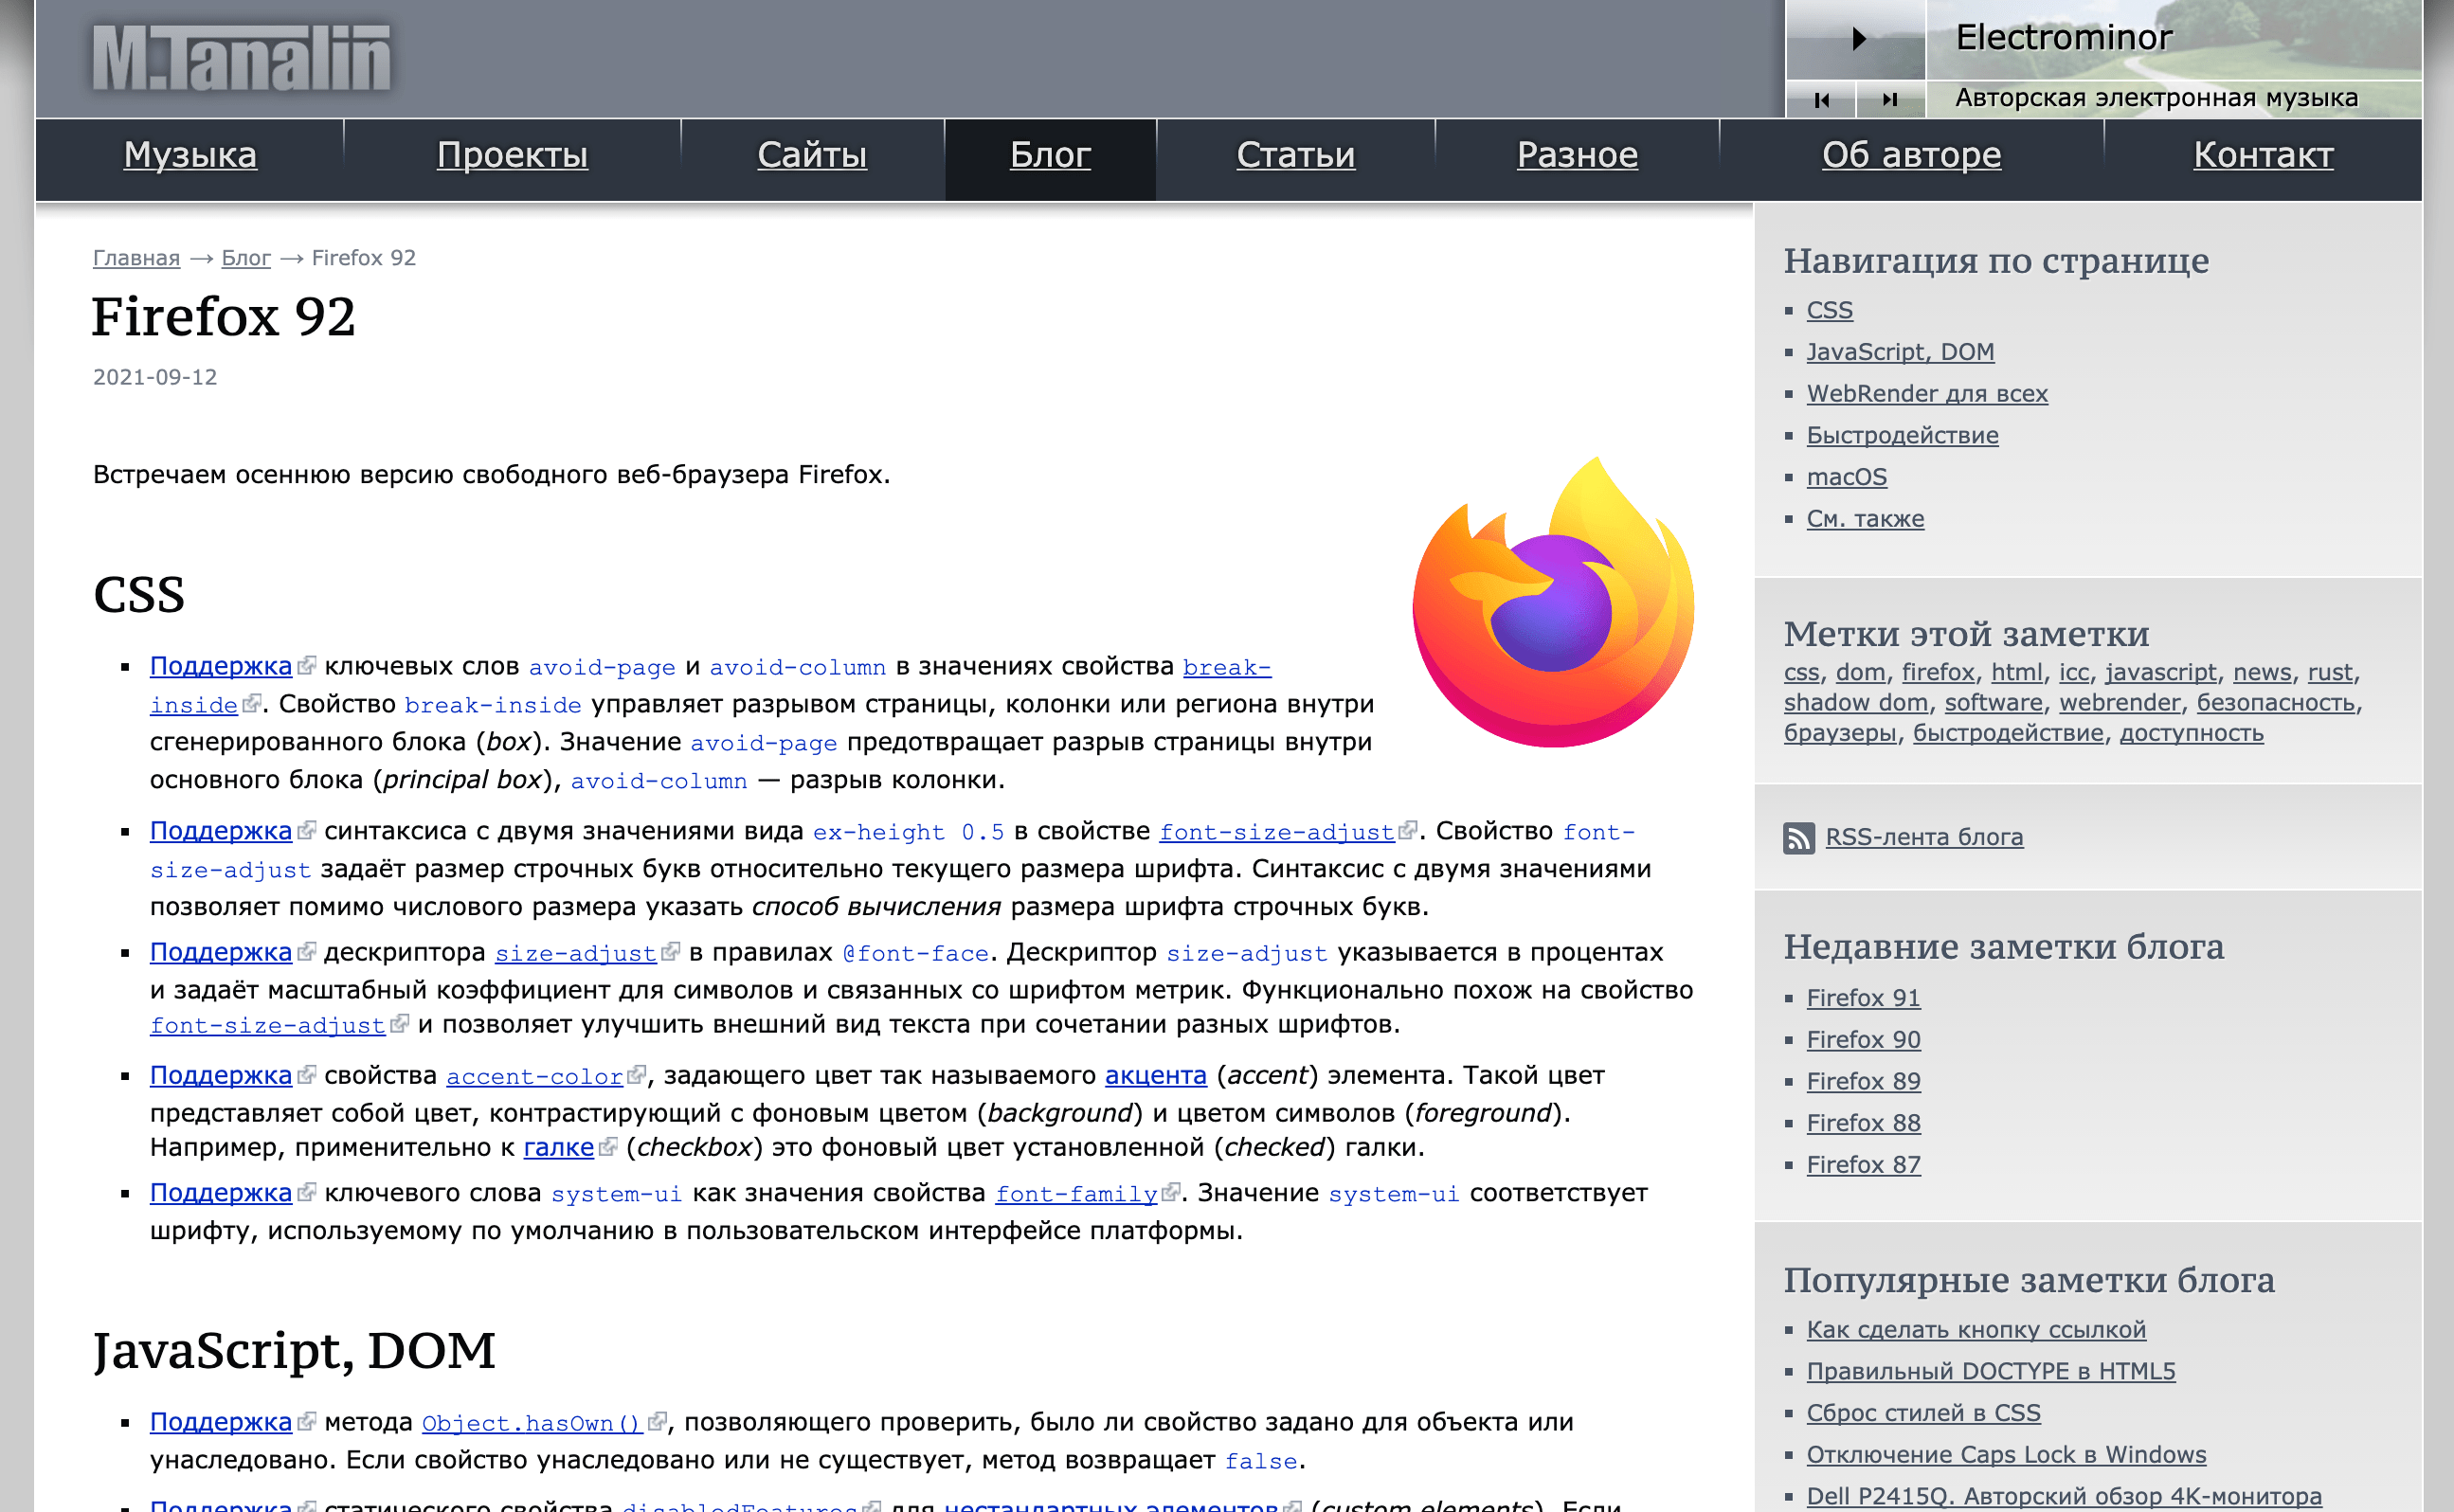 M.Tanalin
Electrominor
Авторская электронная музыка
Музыка
Проекты
Сайты
Блог
Статьи
Разное
Об авторе
Контакт
Главная → Блог → Firefox 92
Firefox 92
2021-09-12
Встречаем осеннюю версию свободного веб-браузера Firefox.
CSS
Поддержка ключевых слов avoid-page и avoid-column в значениях свойства break-
inside. Свойство break-inside управляет разрывом страницы, колонки или региона внутри
сгенерированного блока (box). Значение avoid-page предотвращает разрыв страницы внутри
основного блока (principal box), avoid-column — разрыв колонки.
Поддержка синтаксиса с двумя значениями вида ex-height 0.5 в свойстве font-size-adjust. Свойство font-
size-adjust задаёт размер строчных букв относительно текущего размера шрифта. Синтаксис с двумя значениями
позволяет помимо числового размера указать способ вычисления размера шрифта строчных букв.
Поддержка дескриптора size-adjust в правилах @font-face. Дескриптор size-adjust указывается в процентах
и задаёт масштабный коэффициент для символов и связанных со шрифтом метрик. Функционально похож на свойство
font-size-adjust и позволяет улучшить внешний вид текста при сочетании разных шрифтов.
Поддержка свойства accent-color, задающего цвет так называемого акцента (accent) элемента. Такой цвет
представляет собой цвет, контрастирующий с фоновым цветом (background) и цветом символов (foreground).
Например, применительно к галке (checkbox) это фоновый цвет установленной (checked) галки.
Поддержка ключевого слова system-ui как значения свойства font-family. Значение system-ui соответствует
шрифту, используемому по умолчанию в пользовательском интерфейсе платформы.
JavaScript, DOM
Поддержка метода Object.hasOwn(), позволяющего проверить, было ли свойство задано для объекта или
унаследовано. Если свойство унаследовано или не существует, метод возвращает false.
Поддержка статического свойства disabledFeatures для нестандартных элементов (custom elements). Если
Навигация по странице
CSS
JavaScript, DOM
WebRender для всех
Быстродействие
macOS
См. также
Метки этой заметки
css, dom, firefox, html, icc, javascript, news, rust,
shadow dom, software, webrender, безопасность,
браузеры, быстродействие, доступность
RSS-лента блога
Недавние заметки блога
Firefox 91
Firefox 90
Firefox 89
Firefox 88
Firefox 87
Популярные заметки блога
Как сделать кнопку ссылкой
Правильный DOCTYPE в HTML5
Сброс стилей в CSS
Отключение Caps Lock в Windows
Dell P2415Q. Авторский обзор 4K-монитора